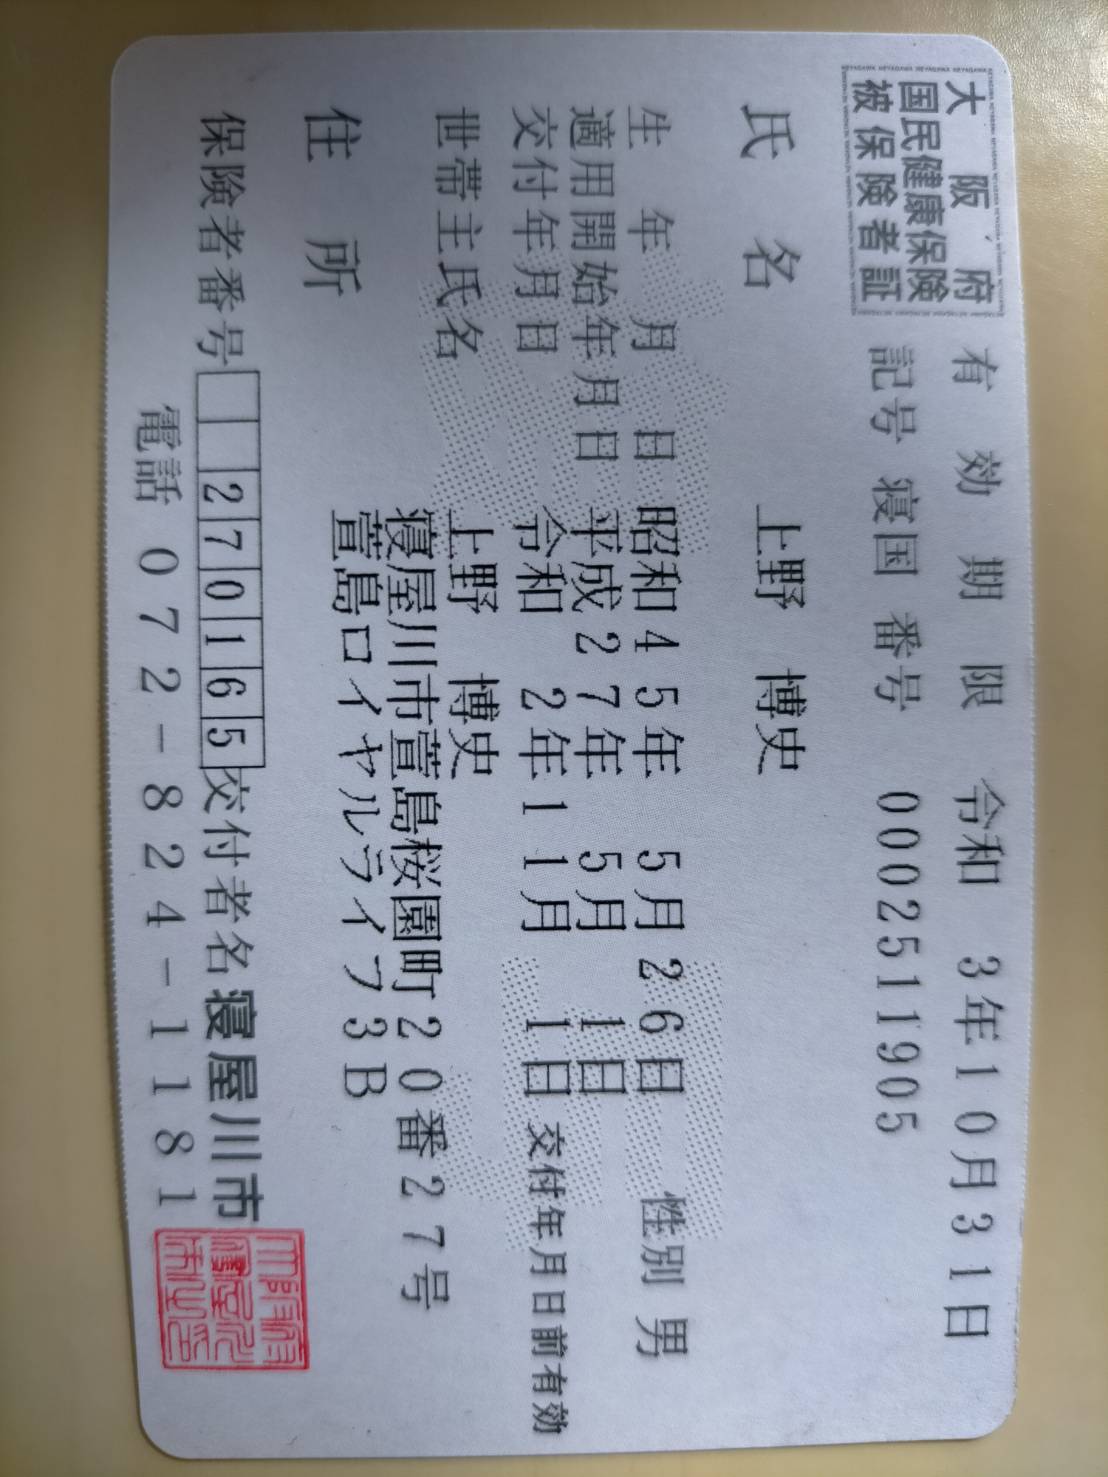 大阪府
国民健康保険
被保険者証
有効期限 令和 3年10月31日
記号 寝国 番号 0002511905
氏名 上野 博史
生年月日 昭和45年 5月26日 性別 男
適用開始年月日 平成27年 5月 1日
交付年月日 令和 2年11月 1日 交付年月日前有効
世帯主氏名 上野 博史
住所 寝屋川市萱島桜園町20番27号
萱島ロイヤルライフ3B
保険者番号 270165 交付者名 寝屋川市
電話 072-824-1181